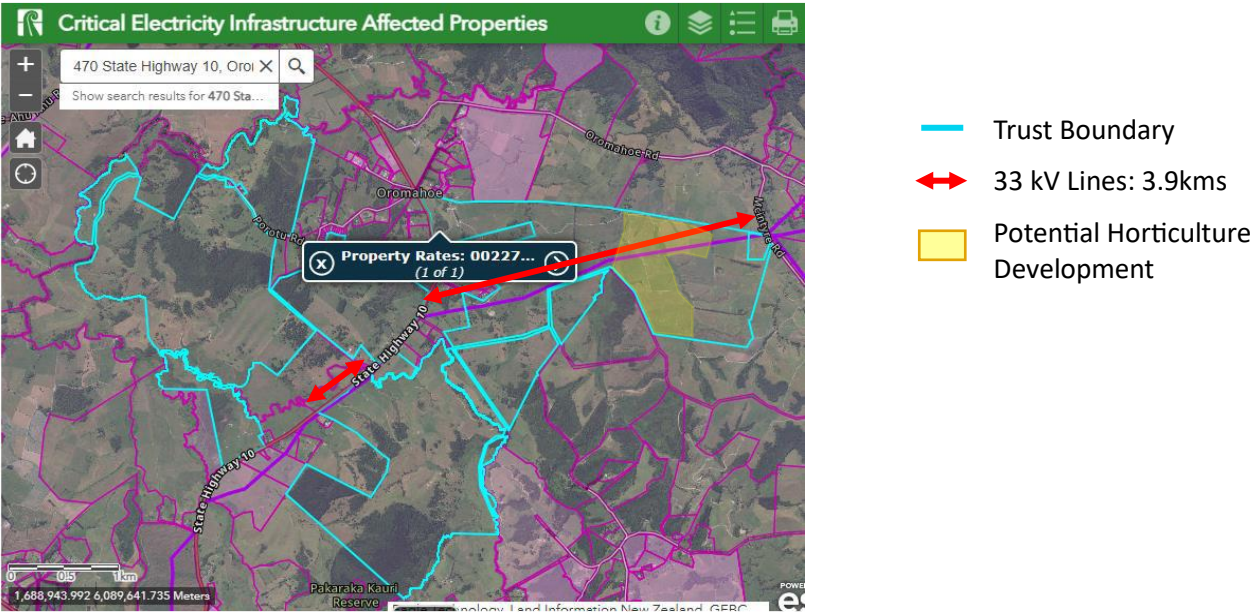 Critical Electricity Infrastructure Affected Properties
470 State Highway 10, Oroi
Show search results for 470 Sta...
Oromahoe Rd
Oromahoe
McIntyre Rd
Porotu Rd
Property Rates: 00227...
(1 of 1)
State Highway 10
State Highway 10
0 0.5 1km
1,688,943.992 6,089,641.735 Meters
Pakaraka Kauri
Reserve
Land Information New Zealand, GEBC
Trust Boundary
33 kV Lines: 3.9kms
Potential Horticulture
Development